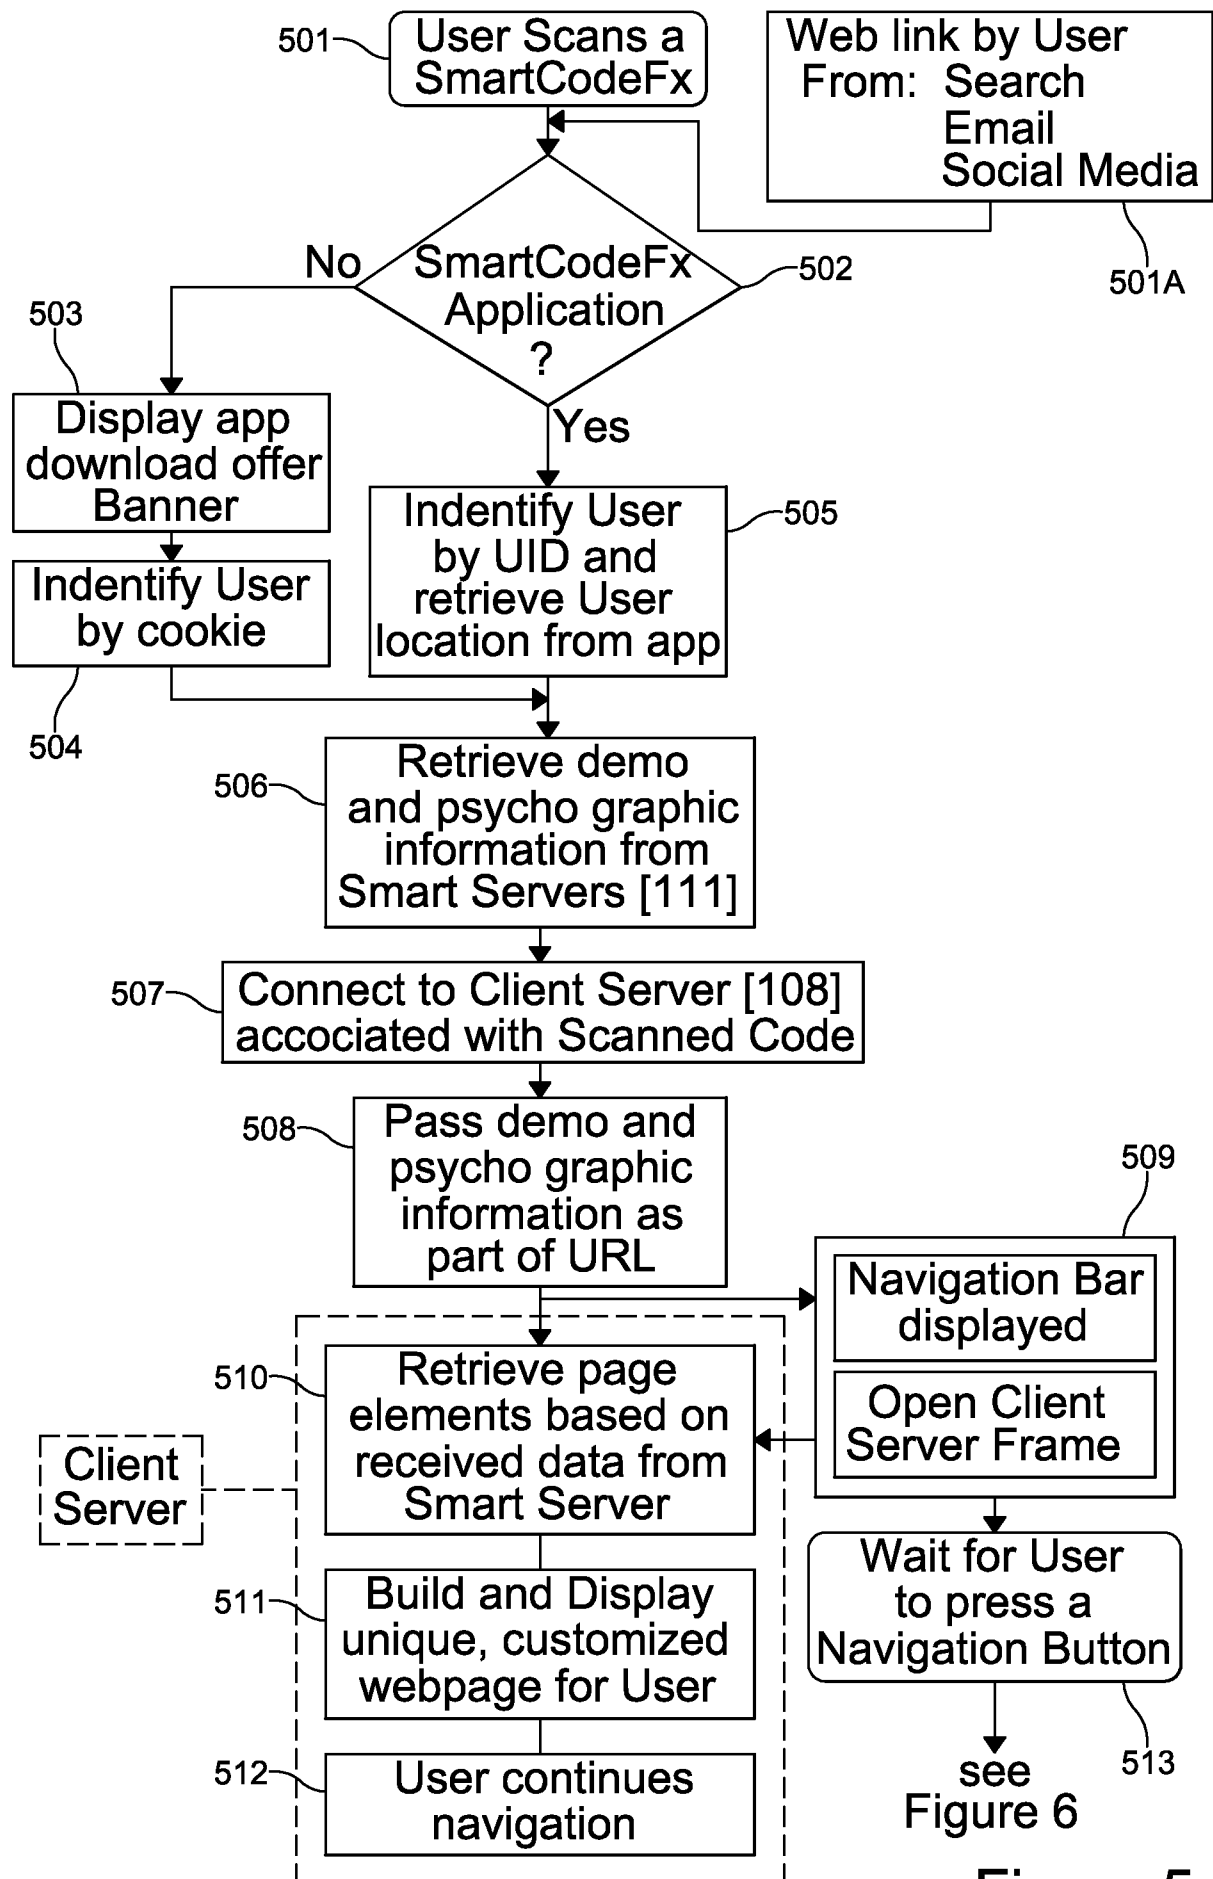 501
User Scans a
SmartCodeFx
Web link by User
From: Search
Email
Social Media
501A
No
SmartCodeFx
Application
?
502
503
Yes
Display app
download offer
Banner
Indentify User
by cookie
504
Indentify User
by UID and
retrieve User
location from app
505
506
Retrieve demo
and psycho graphic
information from
Smart Servers [111]
507
Connect to Client Server [108]
accociated with Scanned Code
508
Pass demo and
psycho graphic
information as
part of URL
509
Navigation Bar
displayed
Open Client
Server Frame
510
Retrieve page
elements based on
received data from
Smart Server
Client
Server
511
Build and Display
unique, customized
webpage for User
Wait for User
to press a
Navigation Button
513
512
User continues
navigation
see
Figure 6
Figure 5